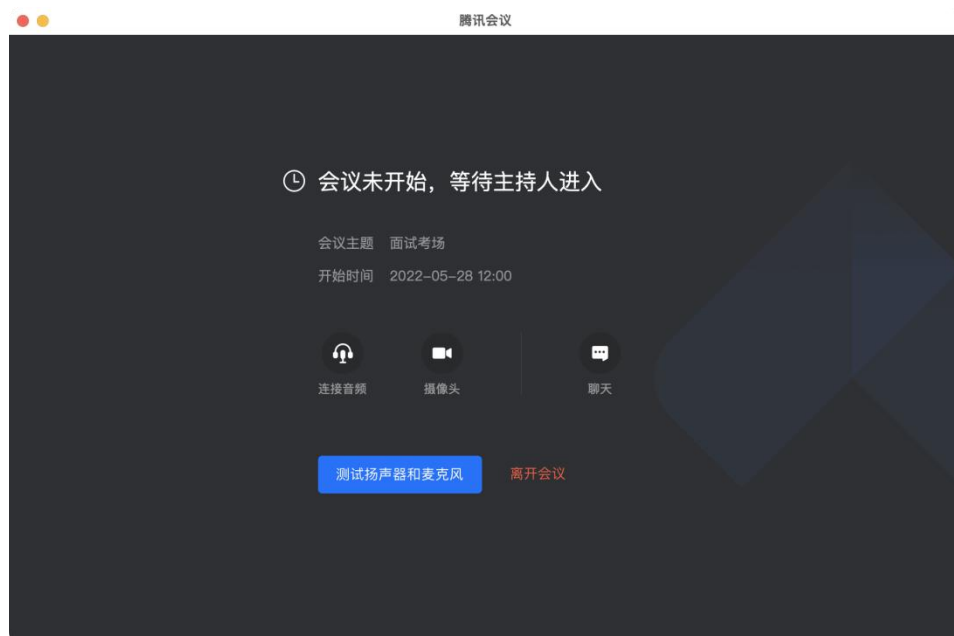 腾讯会议
会议未开始，等待主持人进入
会议主题 面试考场
开始时间 2022-05-28 12:00
连接音频 摄像头 聊天
测试扬声器和麦克风 离开会议